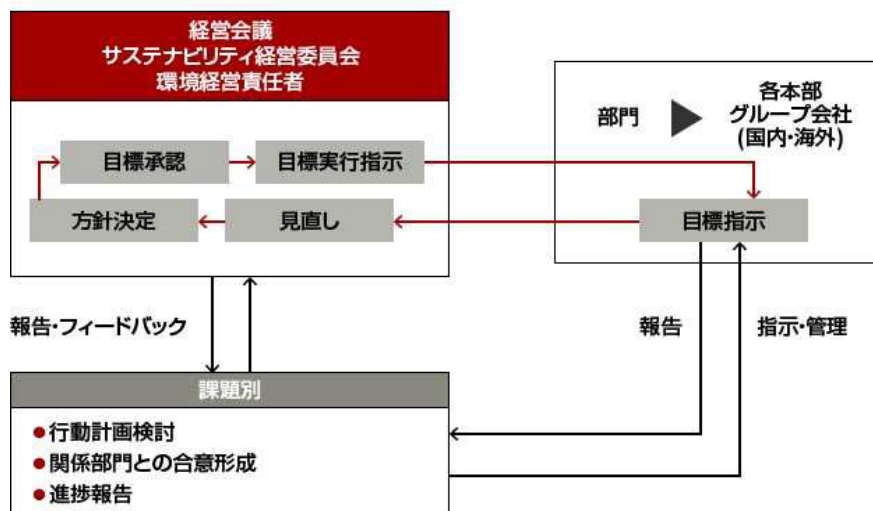 経営会議
サステナビリティ経営委員会
環境経営責任者
目標承認
目標実行指示
方針決定
見直し
部門
各本部
グループ会社
(国内・海外)
目標指示
報告・フィードバック
報告
指示・管理
課題別
●行動計画検討
●関係部門との合意形成
●進捗報告